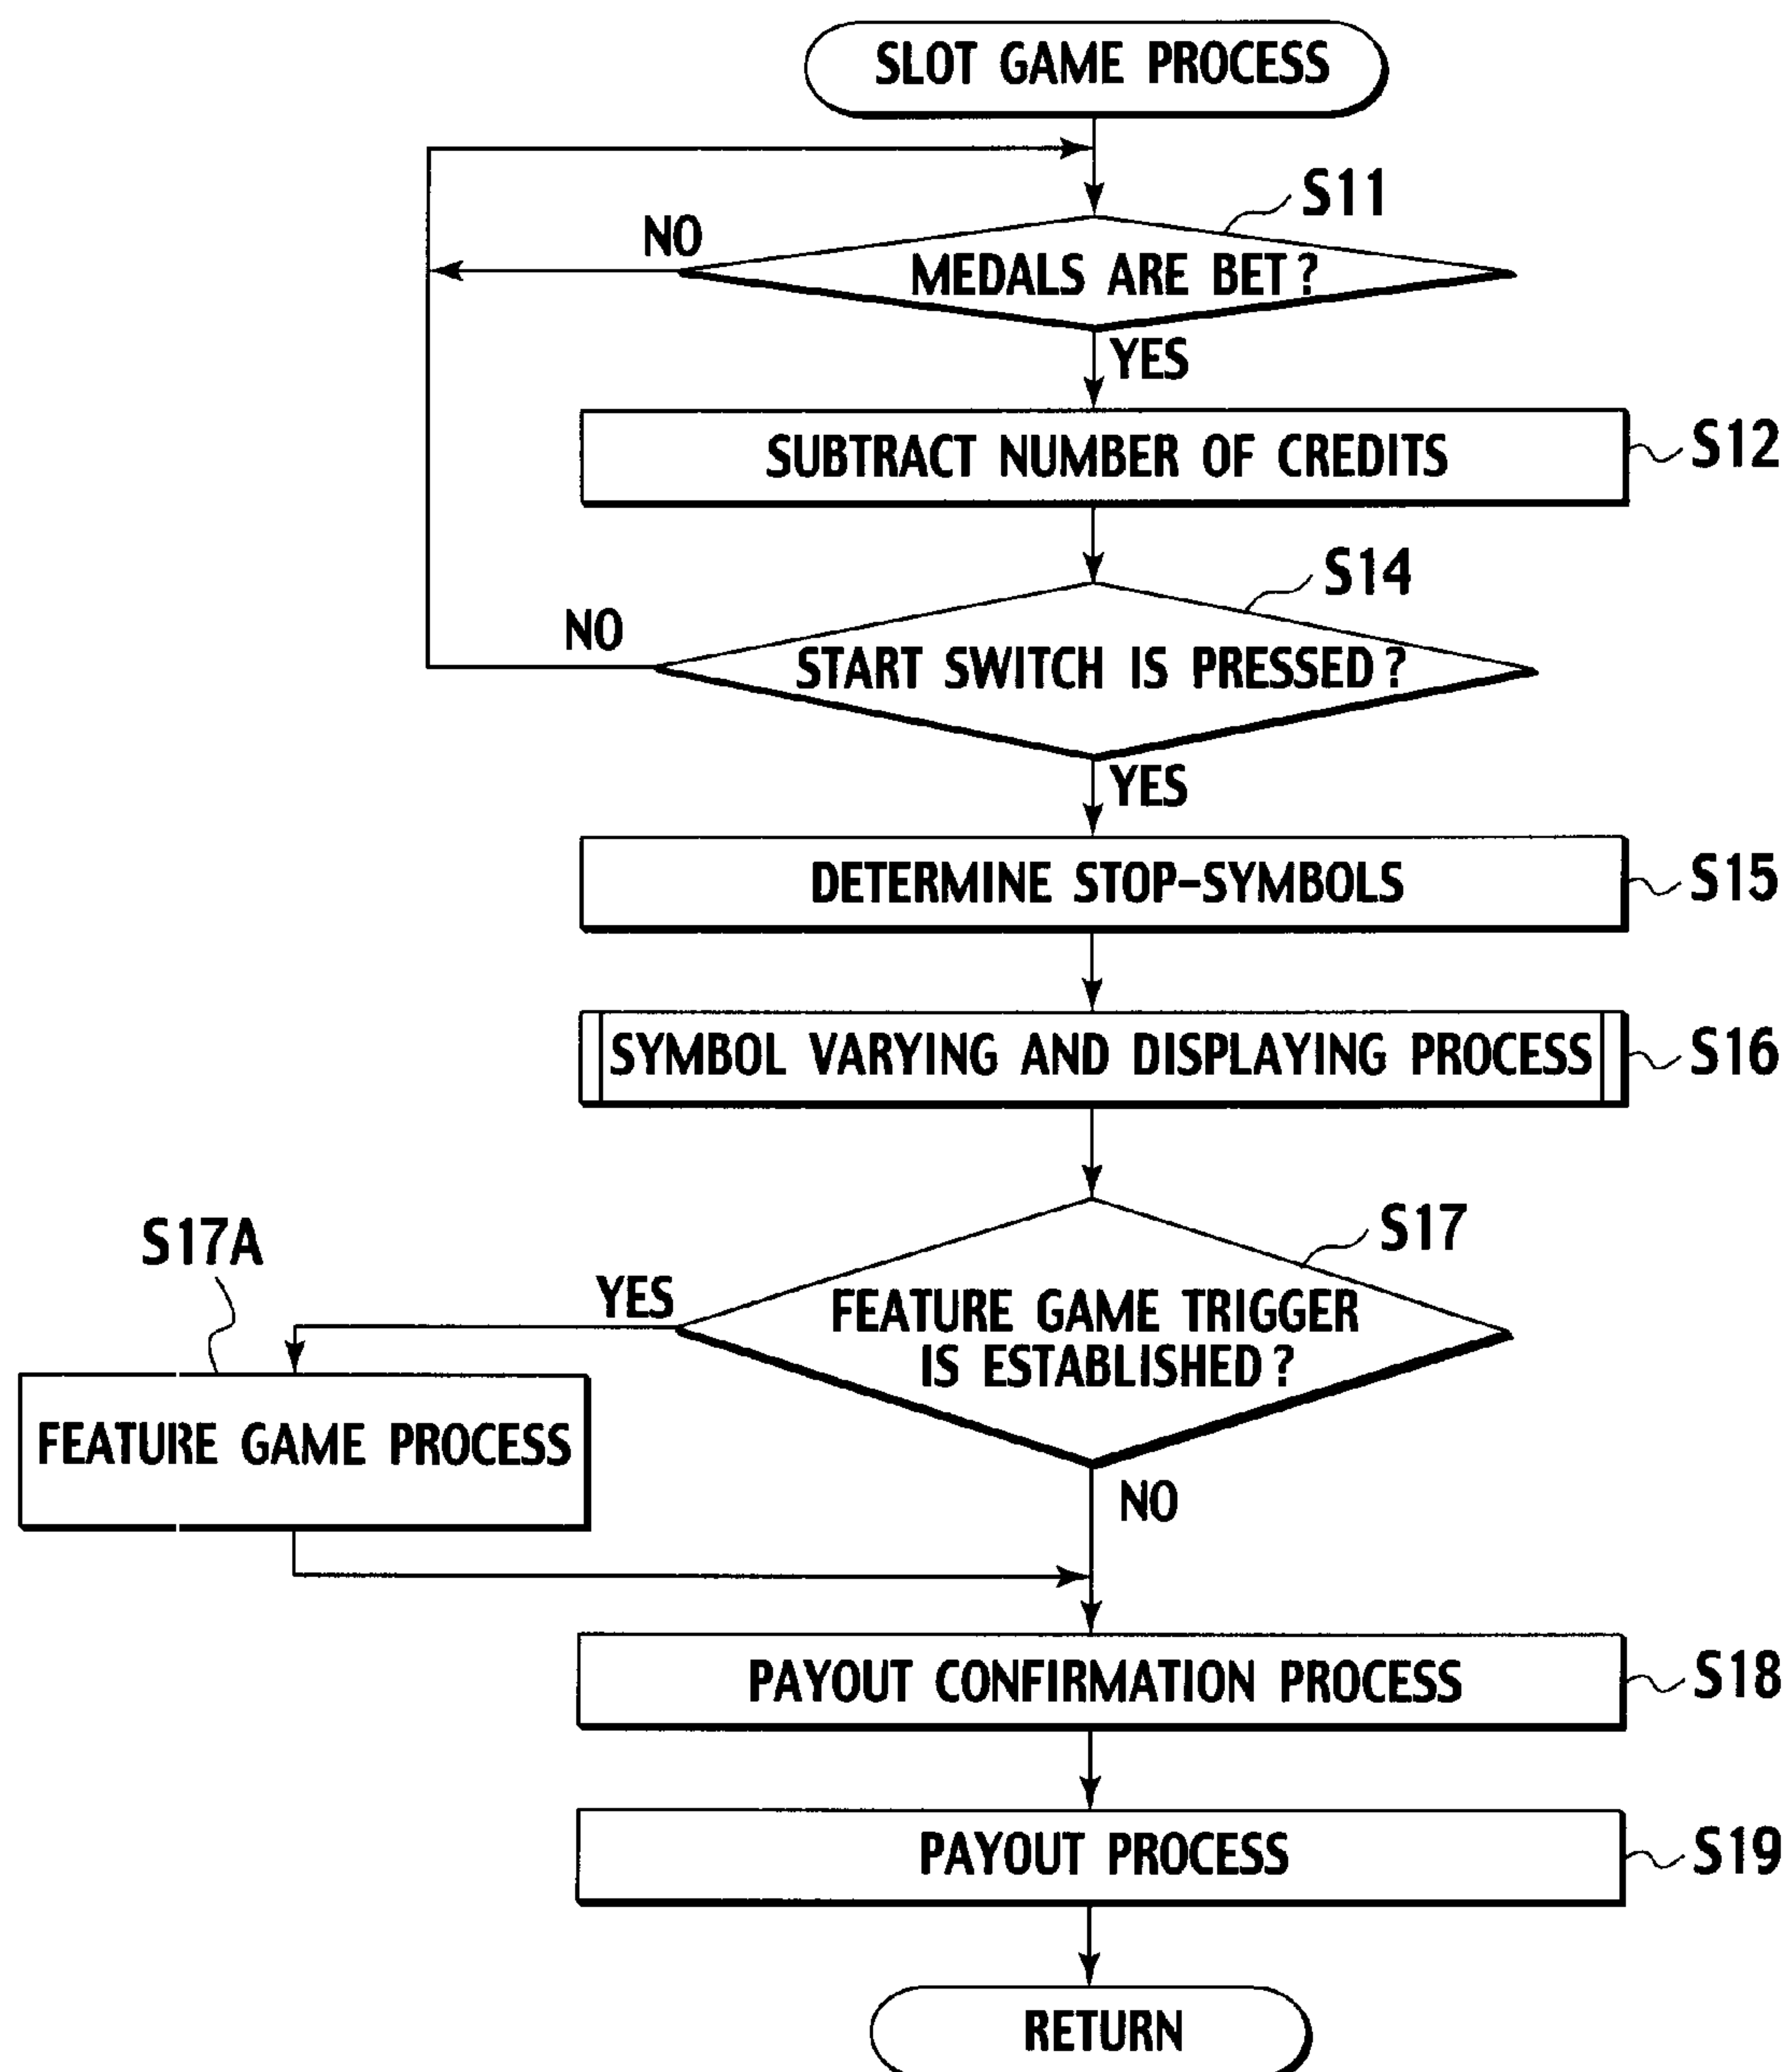 SLOT GAME PROCESS
S11
NO
MEDALS ARE BET?
YES
SUBTRACT NUMBER OF CREDITS
S12
S14
NO
START SWITCH IS PRESSED?
YES
DETERMINE STOP-SYMBOLS
S15
SYMBOL VARYING AND DISPLAYING PROCESS
S16
S17A
S17
YES
FEATURE GAME TRIGGER
IS ESTABLISHED?
FEATURE GAME PROCESS
NO
PAYOUT CONFIRMATION PROCESS
S18
PAYOUT PROCESS
S19
RETURN